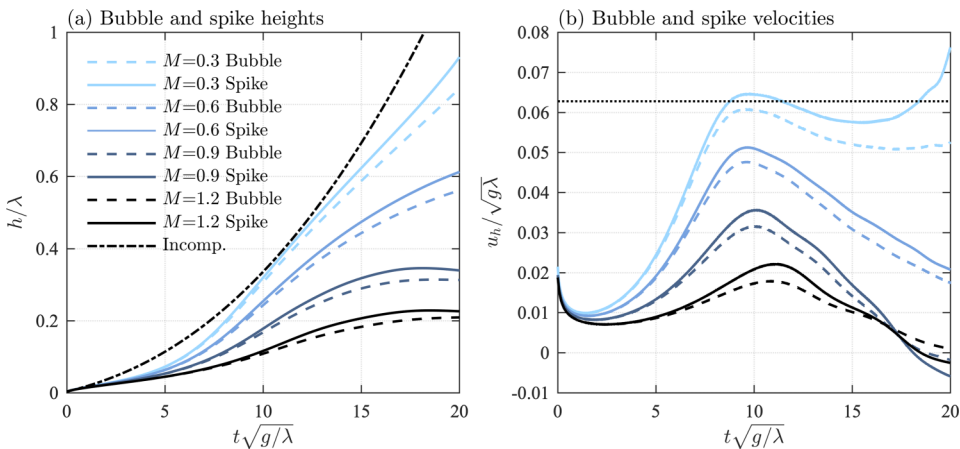 (a) Bubble and spike heights
1
0.8
0.6
0.4
0.2
0
h/λ
M=0.3 Bubble
M=0.3 Spike
M=0.6 Bubble
M=0.6 Spike
M=0.9 Bubble
M=0.9 Spike
M=1.2 Bubble
M=1.2 Spike
Incomp.
0 5 10 15 20
t√g/λ
(b) Bubble and spike velocities
0.08
0.07
0.06
0.05
0.04
0.03
0.02
0.01
0
-0.01
u_h/√gλ
0 5 10 15 20
t√g/λ